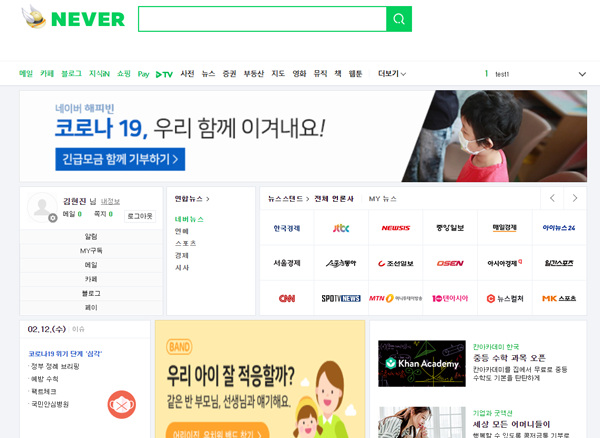 NEVER
메일 카페 블로그 지식iN 쇼핑 Pay TV 사전 뉴스 증권 부동산 지도 영화 뮤직 책 웹툰 더보기
1 test1
네이버 해피빈
코로나 19, 우리 함께 이겨내요!
긴급모금 함께 기부하기 >
김현진 님 내정보
메일 0 쪽지 0 로그아웃
알림
MY구독
메일
카페
블로그
페이
연합뉴스 >
네버뉴스
연예
스포츠
경제
시사
뉴스스탠드 > 전체 언론사 MY 뉴스
한국경제 jtbc NEWSIS 중앙일보 매일경제 아이뉴스24
서울경제 스포츠동아 조선일보 OSEN 아시아경제 일간스포츠
CNN SPOTVNEWS MTN 머니투데이방송 텐아시아 뉴스컬처 MK스포츠
02.12.(수) 이슈
코로나19 위기 단계 '심각'
· 정부 정례 브리핑
· 예방 수칙
· 팩트체크
· 국민안심병원
BAND
우리 아이 잘 적응할까?
같은 반 부모님, 선생님과 얘기해요.
Khan Academy
칸아카데미 한국
중등 수학 과목 오픈
칸아카데미를 집에서 무료로 중등
수학도 기본을 탄탄하게
기업과 굿액션
세상 모든 어머니들이